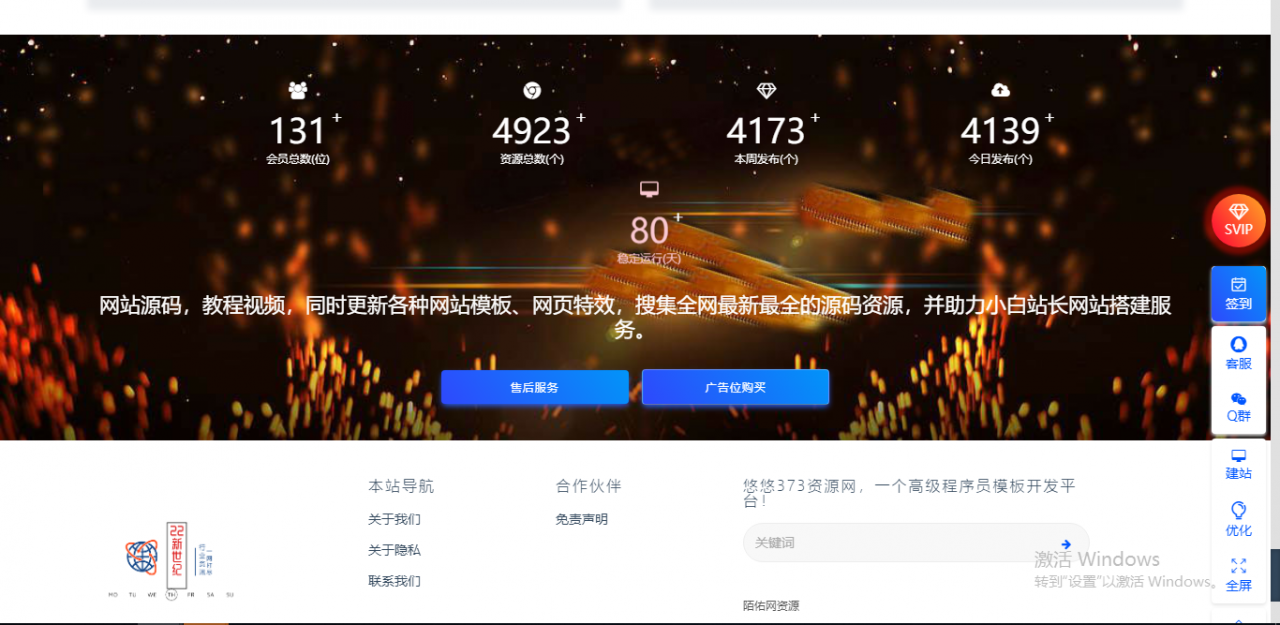 131+
4923+
4173+
4139+
会员总数(位)
资源总数(个)
本周发布(个)
今日发布(个)
80+
稳定运行(天)
网站源码，教程视频，同时更新各种网站模板、网页特效，搜集全网最新最全的源码资源，并助力小白站长网站搭建服
务。
售后服务
广告位购买
SVIP
签到
客服
Q群
建站
优化
全屏
本站导航
关于我们
关于隐私
联系我们
合作伙伴
免责声明
悠悠373资源网，一个高级程序员模板开发平
台！
关键词
陌佑网资源
22新世纪
MO TU WE TH FR SA SU
激活 Windows
转到"设置"以激活 Windows。